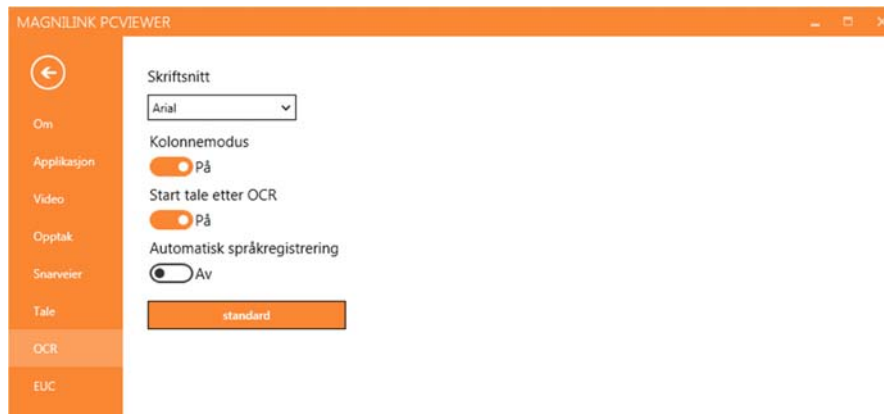 MAGNILINK PCVIEWER
Om
Applikasjon
Video
Opptak
Snarveier
Tale
OCR
EUC
Skriftsnitt
Arial
Kolonnemodus
På
Start tale etter OCR
På
Automatisk språkregistrering
Av
standard